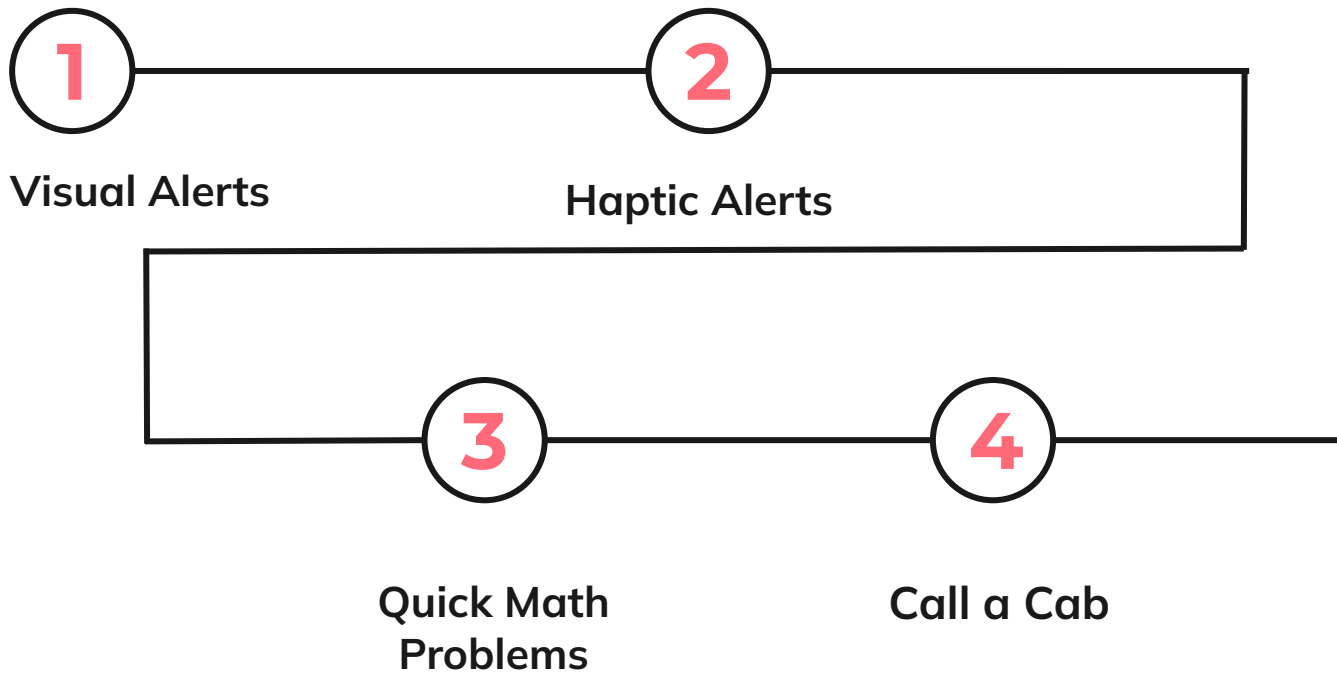 1
2
Visual Alerts
Haptic Alerts
3
4
Quick Math
Problems
Call a Cab